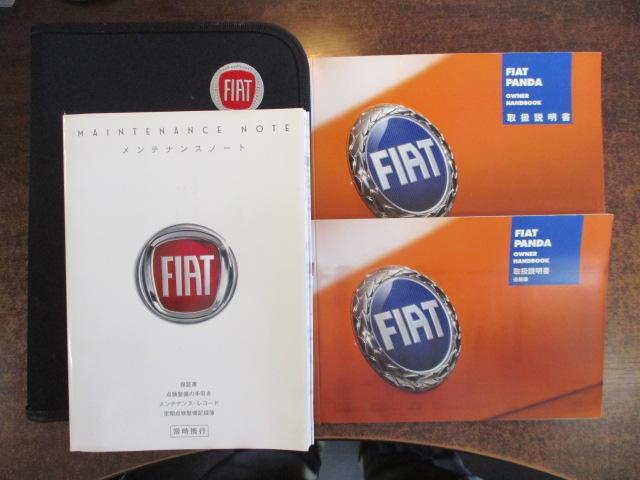 FIAT
MAINTENANCE NOTE
メンテナンスノート
FIAT
保証書
点検整備の手引き
メンテナンス・レコード
定期点検整備記録簿
常時携行
FIAT
PANDA
OWNER
HANDBOOK
取扱説明書
FIAT
FIAT
PANDA
OWNER
HANDBOOK
取扱説明書
追補版
FIAT